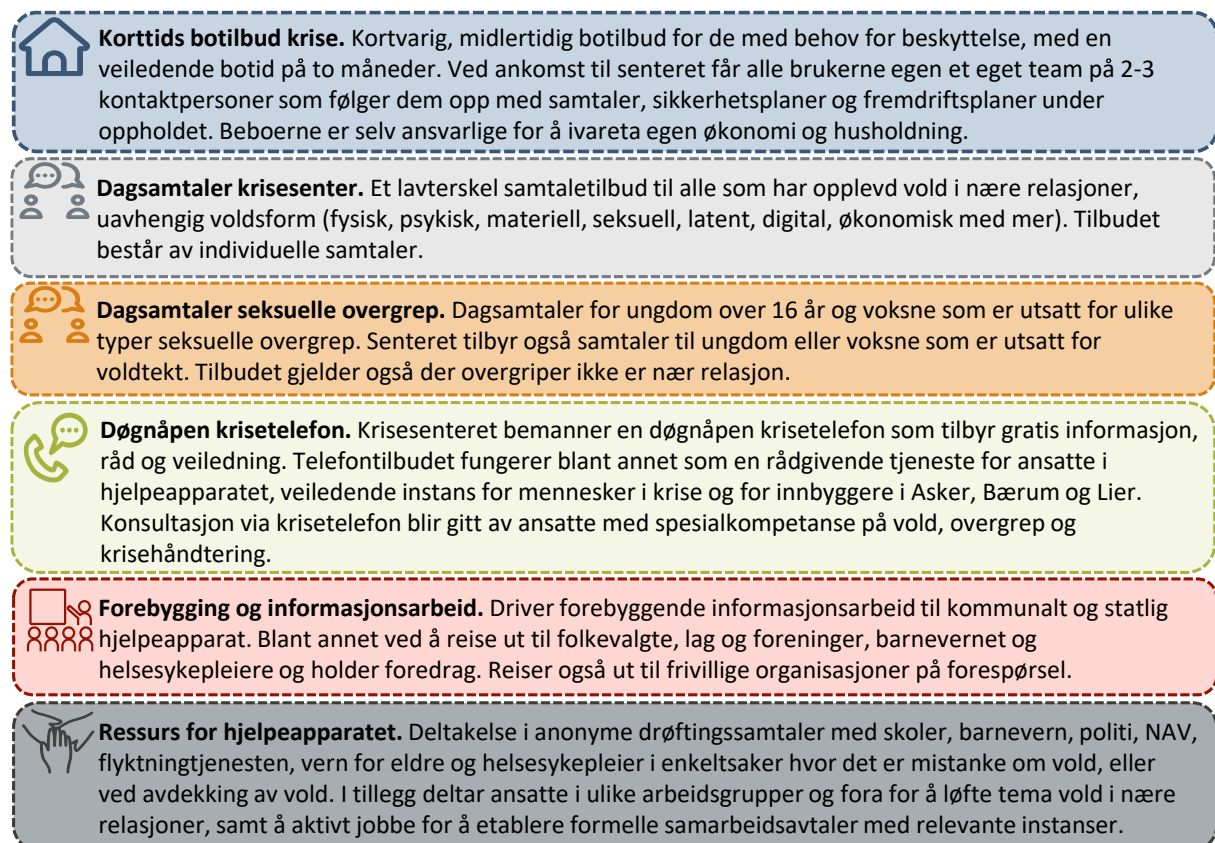 Korttids botilbud krise. Kortvarig, midlertidig botilbud for de med behov for beskyttelse, med en
veiledende botid på to måneder. Ved ankomst til senteret får alle brukerne egen et eget team på 2-3
kontaktpersoner som følger dem opp med samtaler, sikkerhetsplaner og fremdriftsplaner under
oppholdet. Beboerne er selv ansvarlige for å ivareta egen økonomi og husholdning.
Dagsamtaler krisesenter. Et lavterskel samtaletilbud til alle som har opplevd vold i nære relasjoner,
uavhengig voldsform (fysisk, psykisk, materiell, seksuell, latent, digital, økonomisk med mer). Tilbudet
består av individuelle samtaler.
Dagsamtaler seksuelle overgrep. Dagsamtaler for ungdom over 16 år og voksne som er utsatt for ulike
typer seksuelle overgrep. Senteret tilbyr også samtaler til ungdom eller voksne som er utsatt for
voldtekt. Tilbudet gjelder også der overgriper ikke er nær relasjon.
Døgnåpen krisetelefon. Krisesenteret bemanner en døgnåpen krisetelefon som tilbyr gratis informasjon,
råd og veiledning. Telefontilbudet fungerer blant annet som en rådgivende tjeneste for ansatte i
hjelpeapparatet, veiledende instans for mennesker i krise og for innbyggere i Asker, Bærum og Lier.
Konsultasjon via krisetelefon blir gitt av ansatte med spesialkompetanse på vold, overgrep og
krisehåndtering.
Forebygging og informasjonsarbeid. Driver forebyggende informasjonsarbeid til kommunalt og statlig
hjelpeapparat. Blant annet ved å reise ut til folkevalgte, lag og foreninger, barnevernet og
helsesykepleiere og holder foredrag. Reiser også ut til frivillige organisasjoner på forespørsel.
Ressurs for hjelpeapparatet. Deltakelse i anonyme drøftingssamtaler med skoler, barnevern, politi, NAV,
flyktningtjenesten, vern for eldre og helsesykepleier i enkeltsaker hvor det er mistanke om vold, eller
ved avdekking av vold. I tillegg deltar ansatte i ulike arbeidsgrupper og fora for å løfte tema vold i nære
relasjoner, samt å aktivt jobbe for å etablere formelle samarbeidsavtaler med relevante instanser.